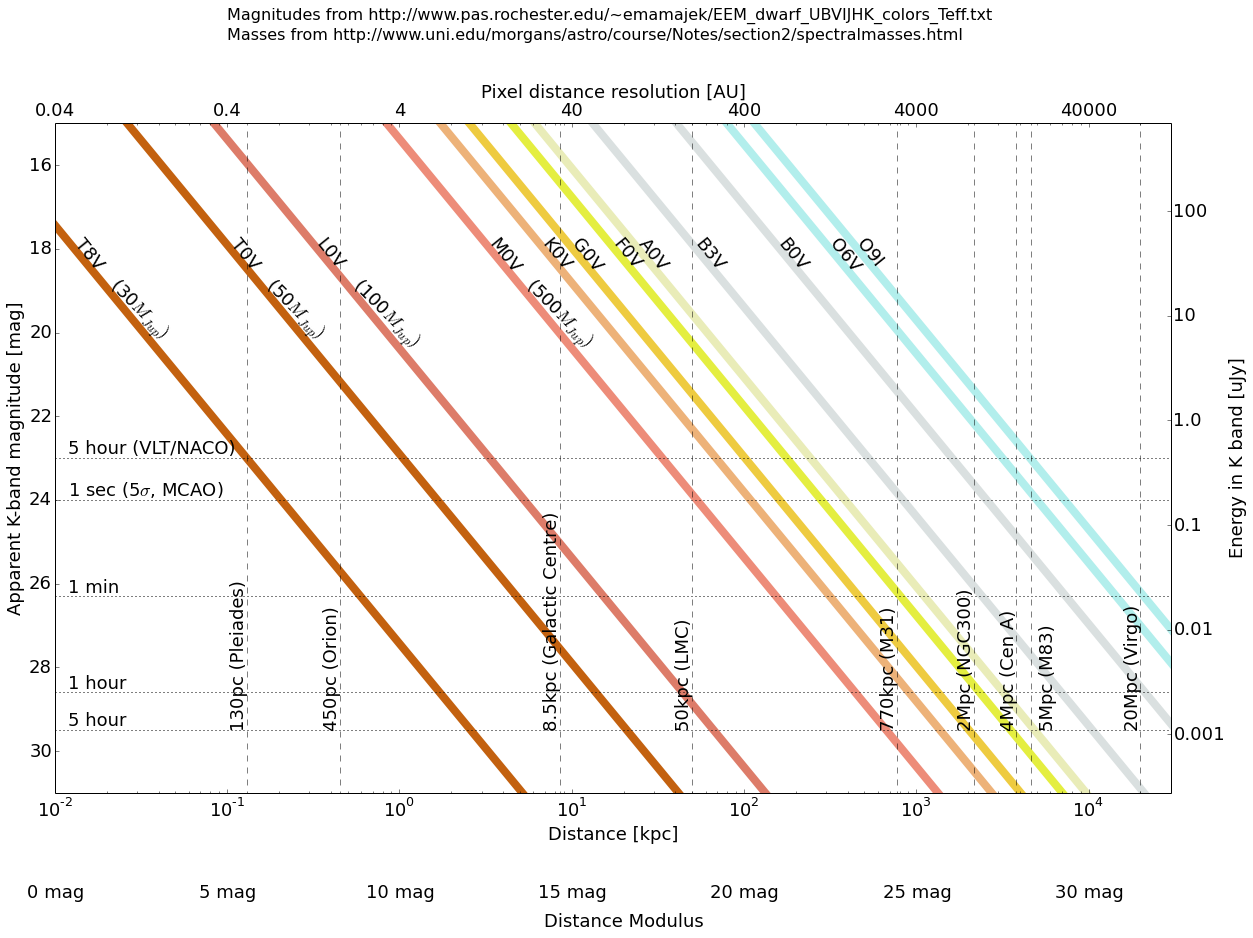 Magnitudes from http://www.pas.rochester.edu/~emamajek/EEM_dwarf_UBVIJHK_colors_Teff.txt
Masses from http://www.uni.edu/morgans/astro/course/Notes/section2/spectralmasses.html
Pixel distance resolution [AU]
0.04 0.4 4 40 400 4000 40000
Apparent K-band magnitude [mag]
16
18
20
22
24
26
28
30
Energy in K band [uJy]
100
10
1.0
0.1
0.01
0.001
T8V (30M_Jup)
T0V (50M_Jup)
L0V (100M_Jup)
M0V (500M_Jup)
K0V
G0V
F0V
A0V
B3V
B0V
O6V
O9I
5 hour (VLT/NACO)
1 sec (5σ, MCAO)
1 min
1 hour
5 hour
130pc (Pleiades)
450pc (Orion)
8.5kpc (Galactic Centre)
50kpc (LMC)
770kpc (M31)
2Mpc (NGC300)
4Mpc (Cen A)
5Mpc (M83)
20Mpc (Virgo)
10^-2 10^-1 10^0 10^1 10^2 10^3 10^4
Distance [kpc]
0 mag 5 mag 10 mag 15 mag 20 mag 25 mag 30 mag
Distance Modulus